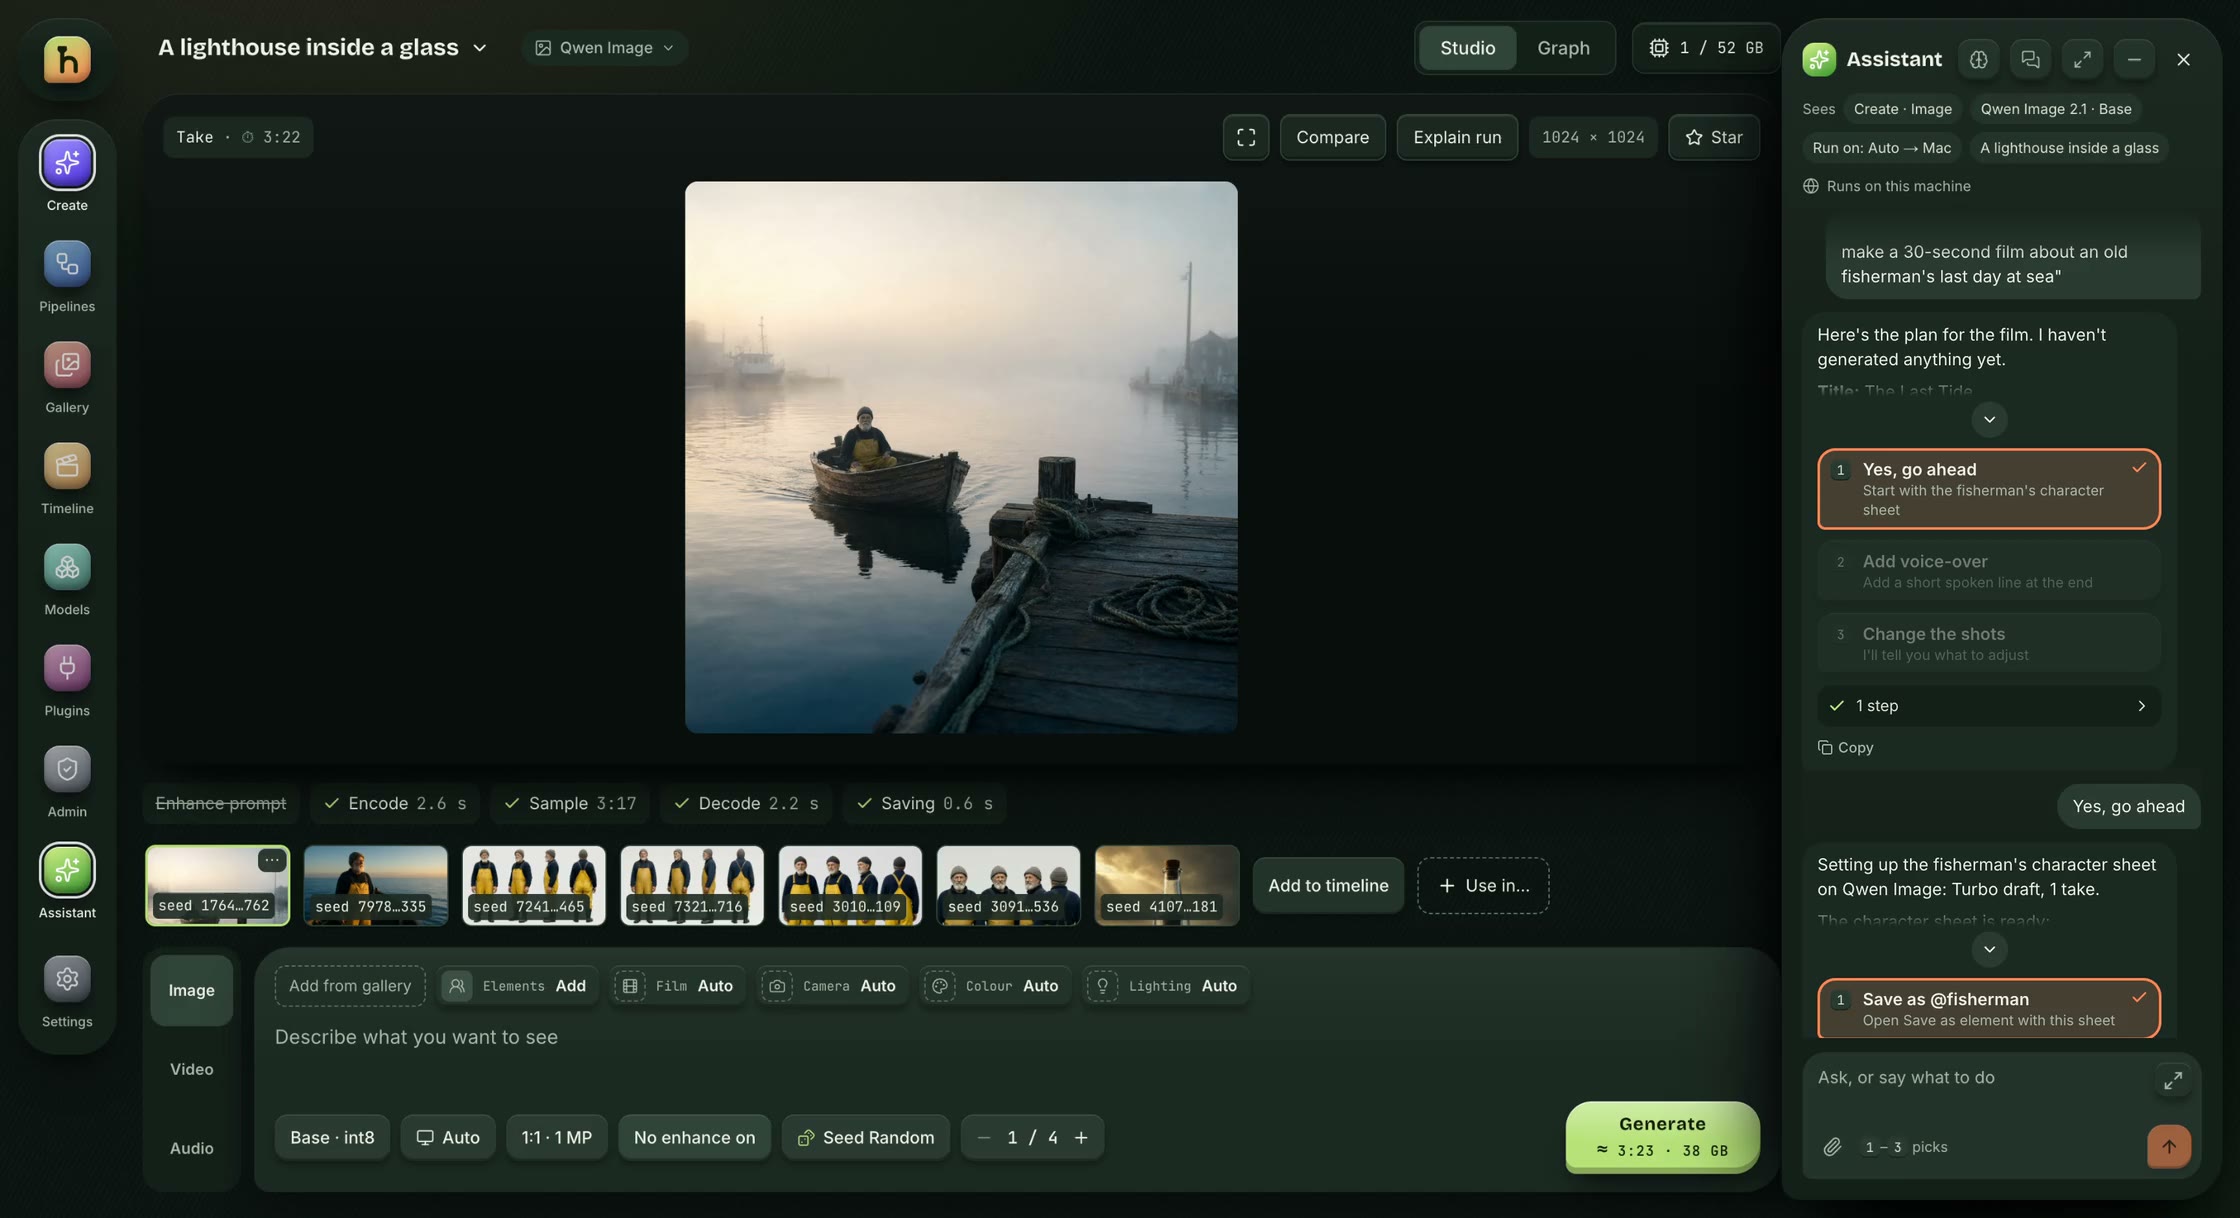 A lighthouse inside a glass
Qwen Image
Studio
Graph
1 / 52 GB
Create
Pipelines
Gallery
Timeline
Models
Plugins
Admin
Assistant
Settings
Take · 3:22
Compare
Explain run
1024 × 1024
Star
Enhance prompt
Encode 2.6 s
Sample 3:17
Decode 2.2 s
Saving 0.6 s
seed 1764…762
seed 7978…335
seed 7241…465
seed 7321…716
seed 3010…109
seed 3091…536
seed 4107…181
Add to timeline
+ Use in…
Image
Video
Audio
Add from gallery
Elements Add
Film Auto
Camera Auto
Colour Auto
Lighting Auto
Describe what you want to see
Base · int8
Auto
1:1 · 1 MP
No enhance on
Seed Random
− 1 / 4 +
Generate
≈ 3:23 · 38 GB
Assistant
Sees
Create · Image
Qwen Image 2.1 · Base
Run on: Auto → Mac
A lighthouse inside a glass
Runs on this machine
make a 30-second film about an old
fisherman's last day at sea"
Here's the plan for the film. I haven't
generated anything yet.
Title: The Last Tide
1 Yes, go ahead
Start with the fisherman's character
sheet
2 Add voice-over
Add a short spoken line at the end
3 Change the shots
I'll tell you what to adjust
1 step
Copy
Yes, go ahead
Setting up the fisherman's character sheet
on Qwen Image: Turbo draft, 1 take.
The character sheet is ready:
1 Save as @fisherman
Open Save as element with this sheet
Ask, or say what to do
1 – 3 picks